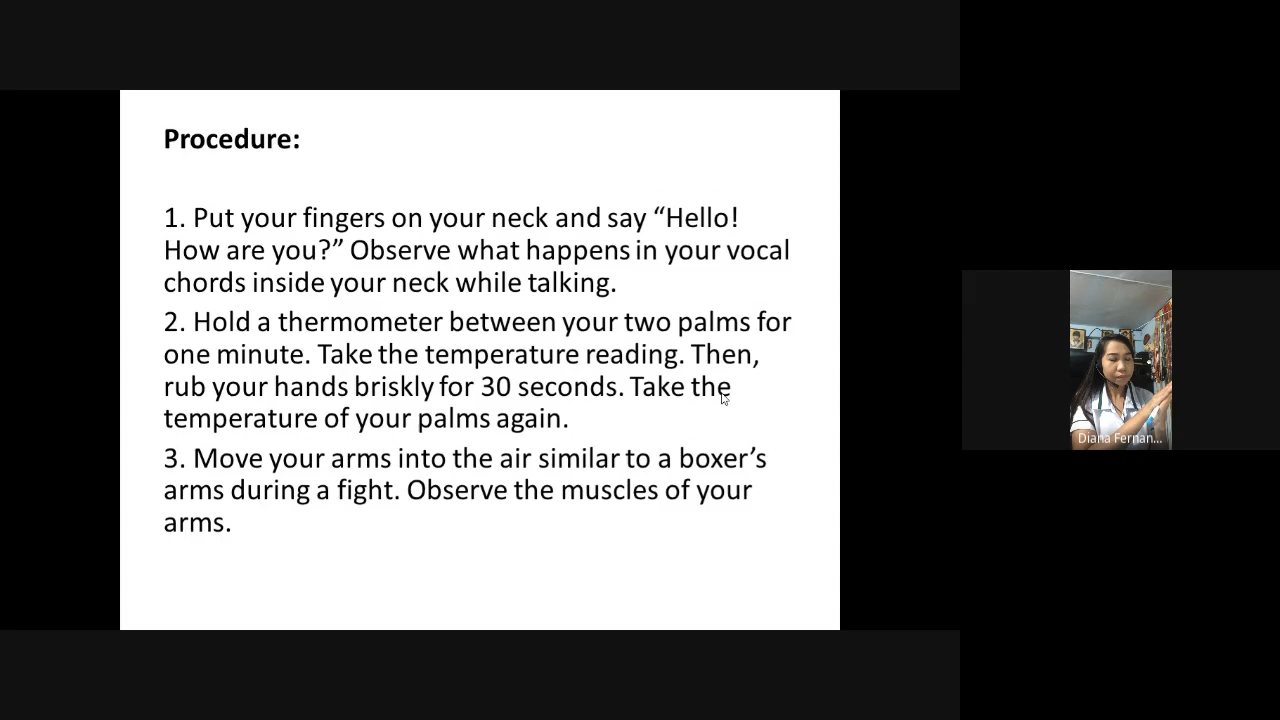 Procedure:
1. Put your fingers on your neck and say “Hello!
How are you?” Observe what happens in your vocal
chords inside your neck while talking.
2. Hold a thermometer between your two palms for
one minute. Take the temperature reading. Then,
rub your hands briskly for 30 seconds. Take the
temperature of your palms again.
3. Move your arms into the air similar to a boxer’s
arms during a fight. Observe the muscles of your
arms.
Diana Fernan...